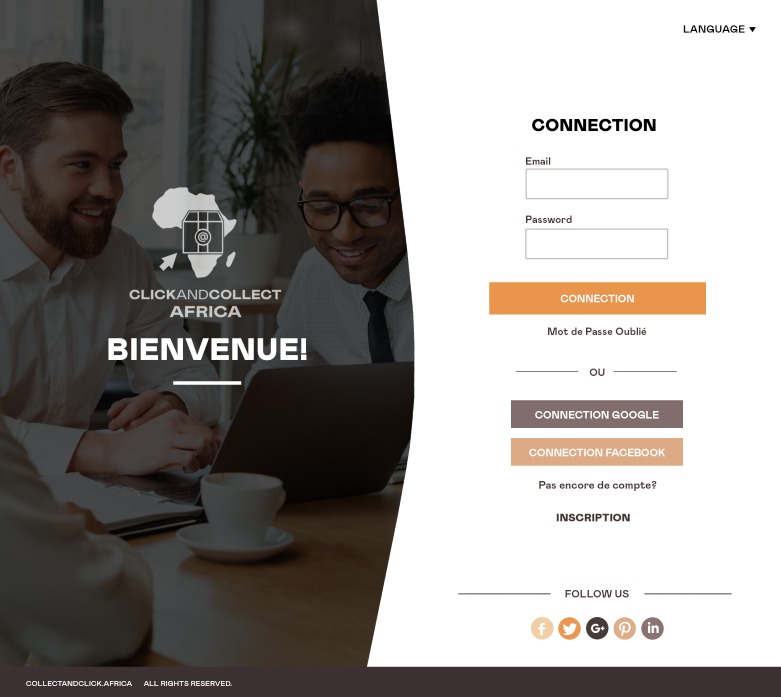 LANGUAGE
CLICKANDCOLLECT
AFRICA
BIENVENUE!
CONNECTION
Email
Password
CONNECTION
Mot de Passe Oublié
OU
CONNECTION GOOGLE
CONNECTION FACEBOOK
Pas encore de compte?
INSCRIPTION
FOLLOW US
COLLECTANDCLICK.AFRICA ALL RIGHTS RESERVED.